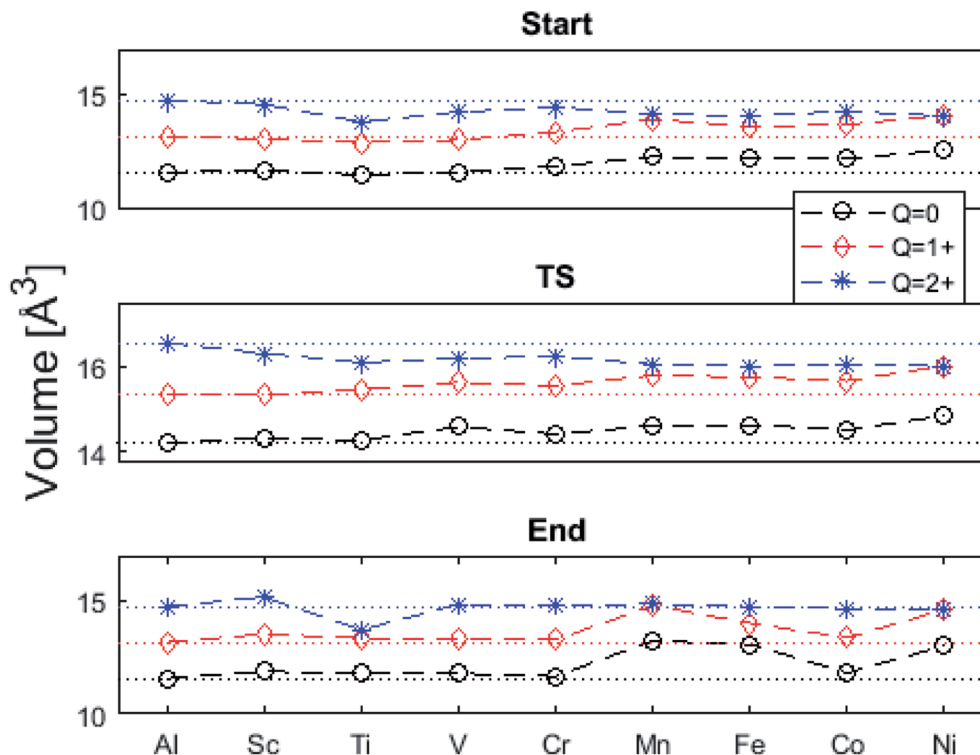 Start
15
10
Q=0
Q=1+
Q=2+
TS
Volume [Å³]
16
14
End
15
10
Al Sc Ti V Cr Mn Fe Co Ni